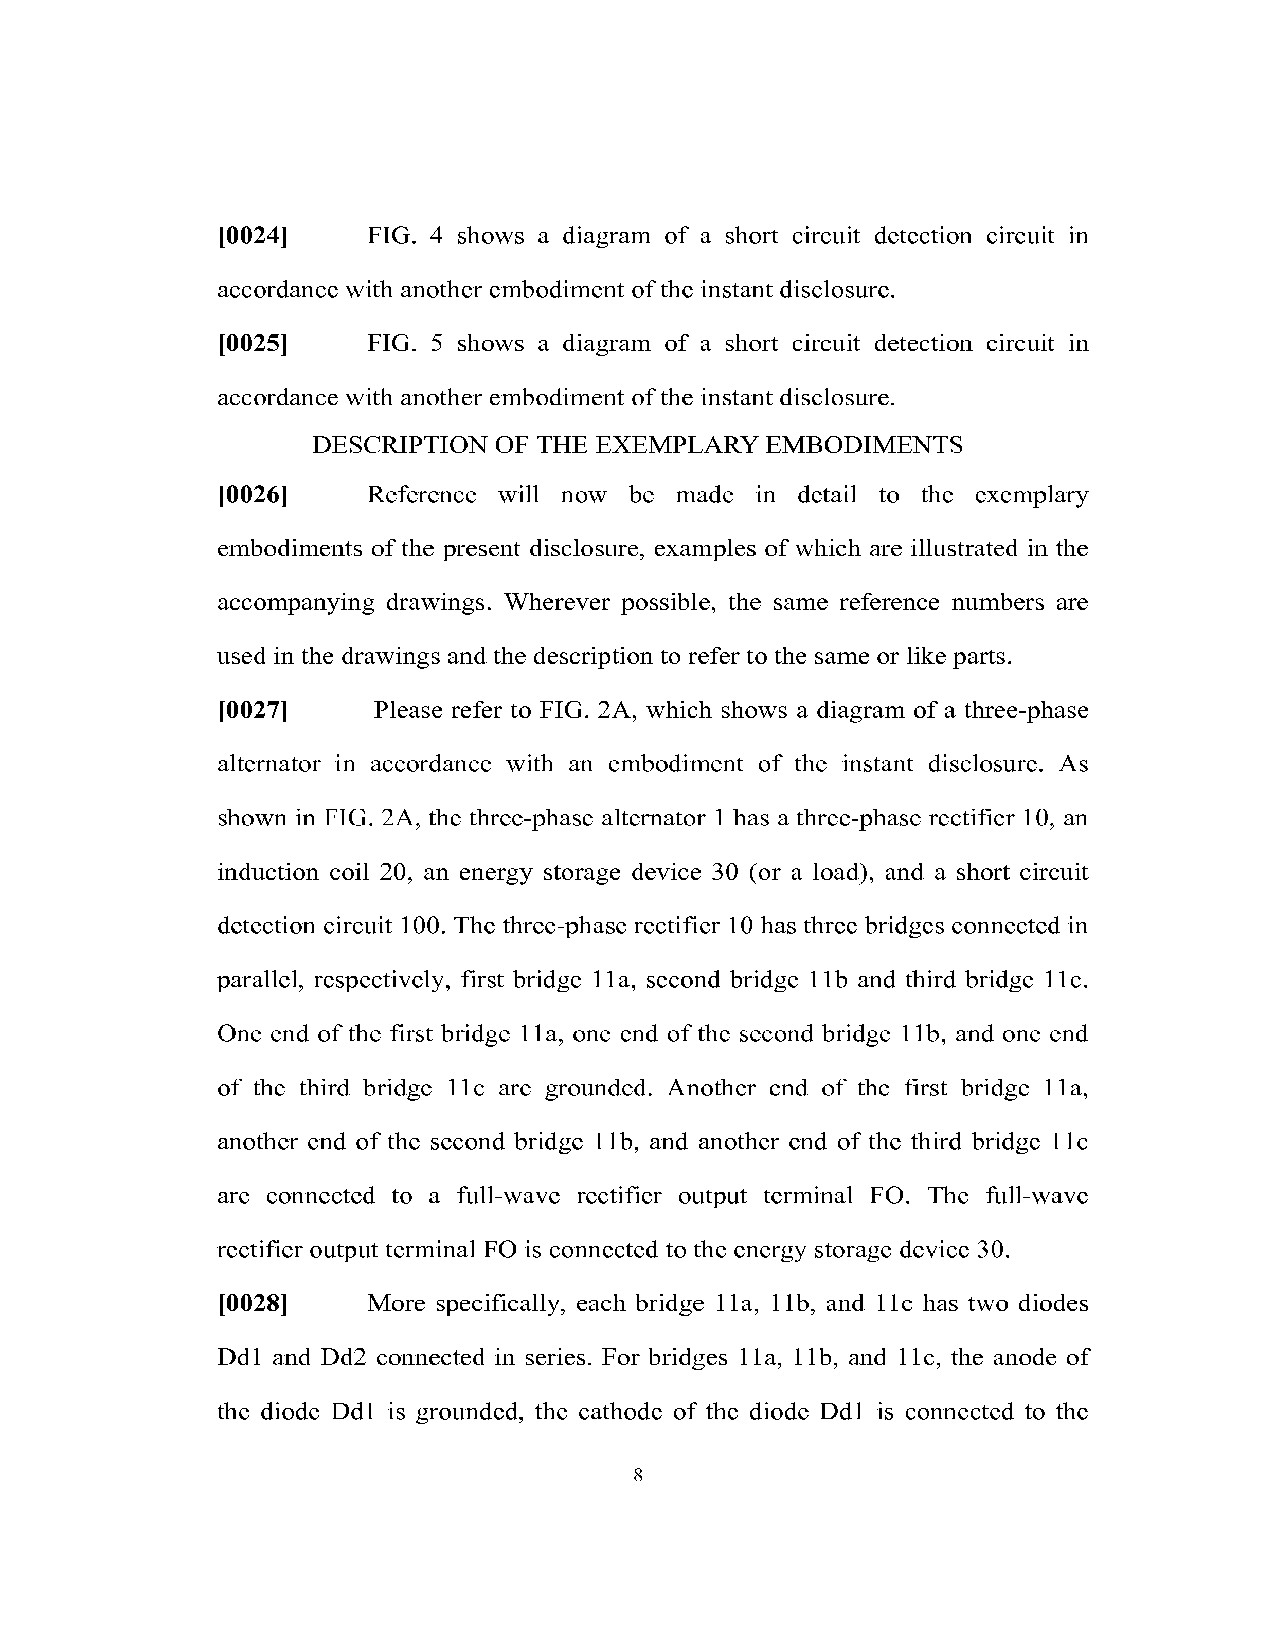 [0024] FIG. 4 shows a diagram of a short circuit detection circuit in
accordance with another embodiment of the instant disclosure.
[0025] FIG. 5 shows a diagram of a short circuit detection circuit in
accordance with another embodiment of the instant disclosure.
DESCRIPTION OF THE EXEMPLARY EMBODIMENTS
[0026] Reference will now be made in detail to the exemplary
embodiments of the present disclosure, examples of which are illustrated in the
accompanying drawings. Wherever possible, the same reference numbers are
used in the drawings and the description to refer to the same or like parts.
[0027] Please refer to FIG. 2A, which shows a diagram of a three-phase
alternator in accordance with an embodiment of the instant disclosure. As
shown in FIG. 2A, the three-phase alternator 1 has a three-phase rectifier 10, an
induction coil 20, an energy storage device 30 (or a load), and a short circuit
detection circuit 100. The three-phase rectifier 10 has three bridges connected in
parallel, respectively, first bridge 11a, second bridge 11b and third bridge 11c.
One end of the first bridge 11a, one end of the second bridge 11b, and one end
of the third bridge 11c are grounded. Another end of the first bridge 11a,
another end of the second bridge 11b, and another end of the third bridge 11c
are connected to a full-wave rectifier output terminal FO. The full-wave
rectifier output terminal FO is connected to the energy storage device 30.
[0028] More specifically, each bridge 11a, 11b, and 11c has two diodes
Dd1 and Dd2 connected in series. For bridges 11a, 11b, and 11c, the anode of
the diode Dd1 is grounded, the cathode of the diode Dd1 is connected to the
8